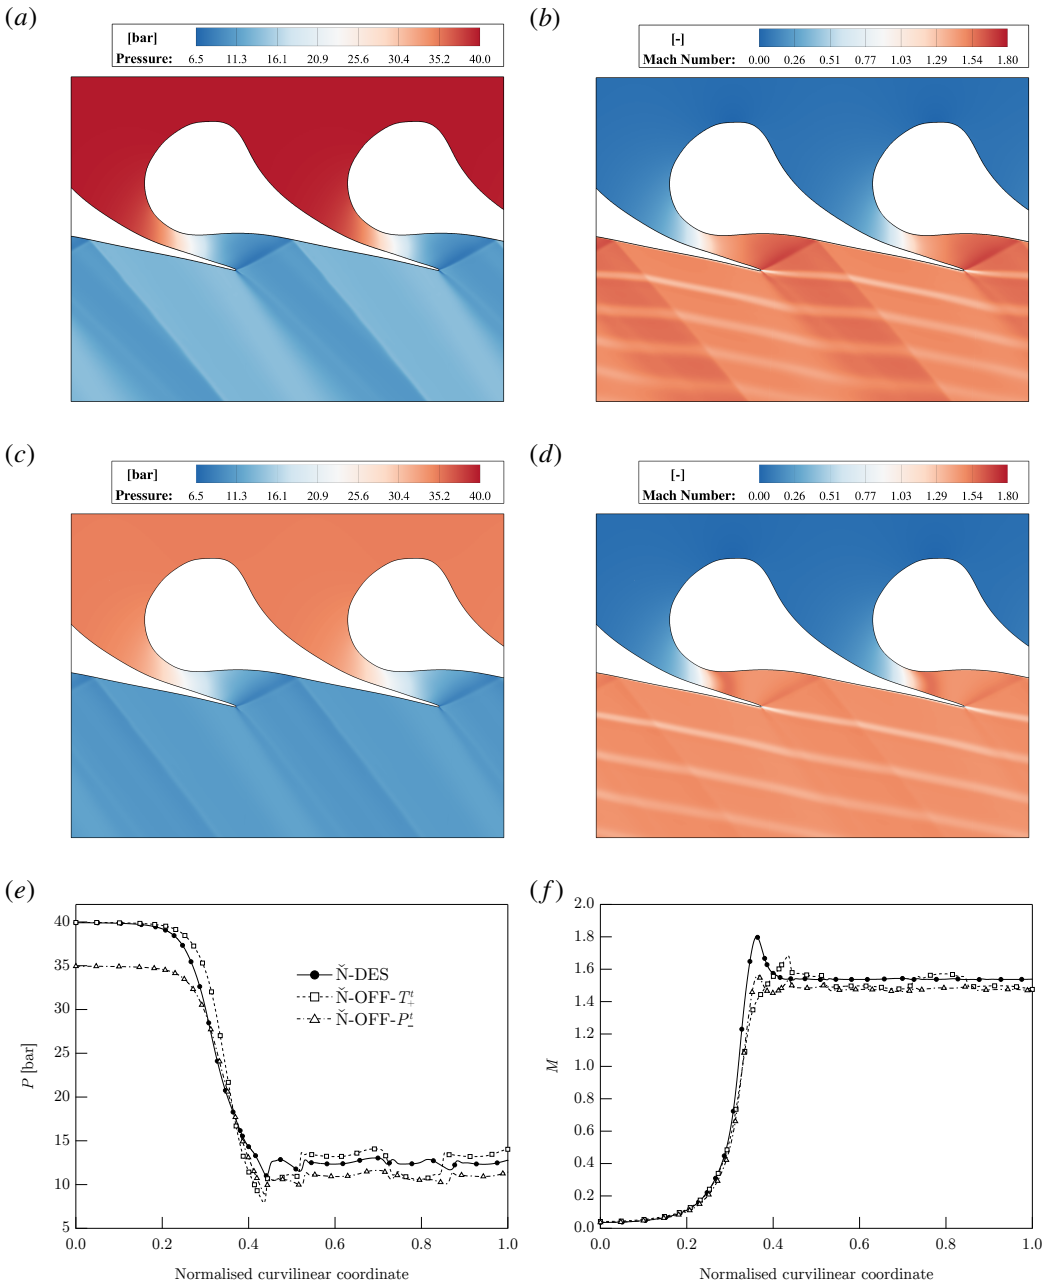 (a)
[bar]
Pressure: 6.5 11.3 16.1 20.9 25.6 30.4 35.2 40.0
(b)
[-]
Mach Number: 0.00 0.26 0.51 0.77 1.03 1.29 1.54 1.80
(c)
[bar]
Pressure: 6.5 11.3 16.1 20.9 25.6 30.4 35.2 40.0
(d)
[-]
Mach Number: 0.00 0.26 0.51 0.77 1.03 1.29 1.54 1.80
(e)
40
35
30
25
20
15
10
5
P [bar]
Ň-DES
Ň-OFF-T₊ᵗ
Ň-OFF-P₋ᵗ
0.0 0.2 0.4 0.6 0.8 1.0
Normalised curvilinear coordinate
(f)
2.0
1.8
1.6
1.4
1.2
1.0
0.8
0.6
0.4
0.2
0.0
M
0.0 0.2 0.4 0.6 0.8 1.0
Normalised curvilinear coordinate